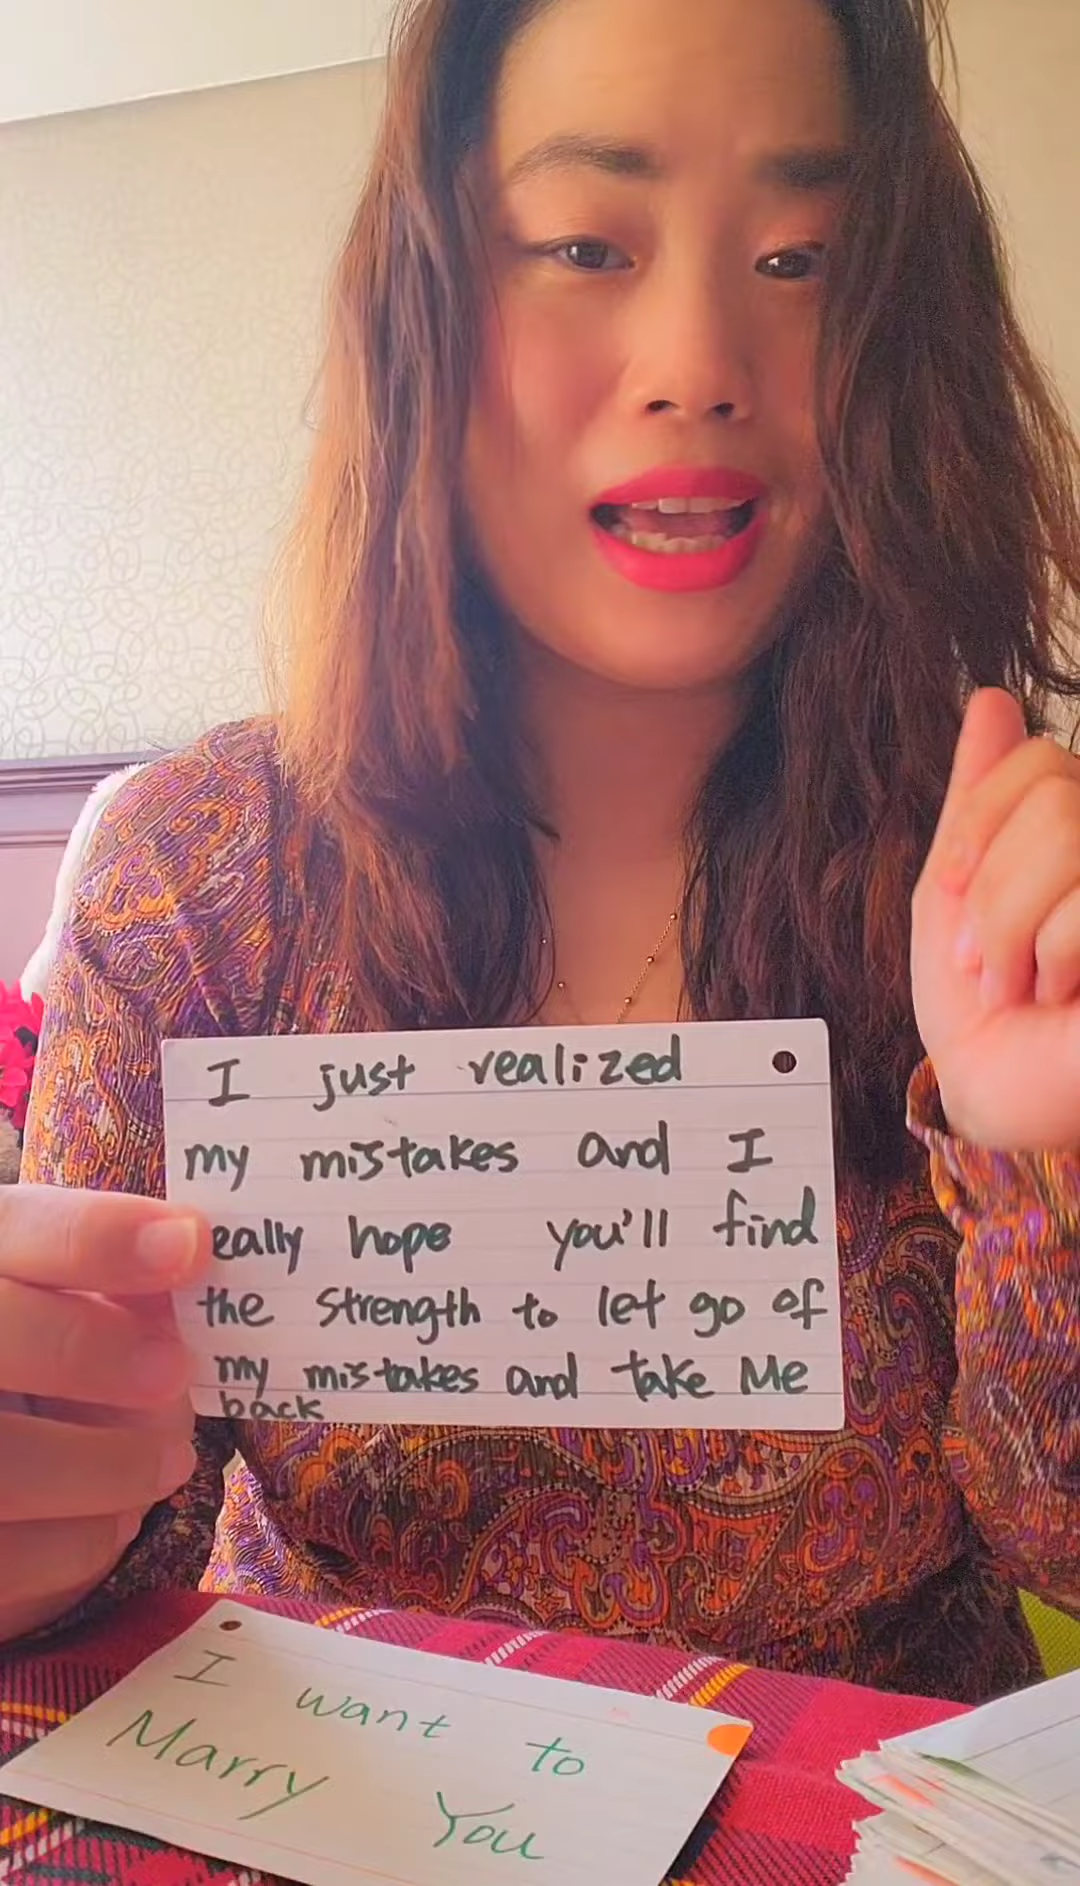 I just realized
my mistakes and I
eally hope you'll find
the strength to let go of
my mistakes and take Me
back
I want to
Marry You